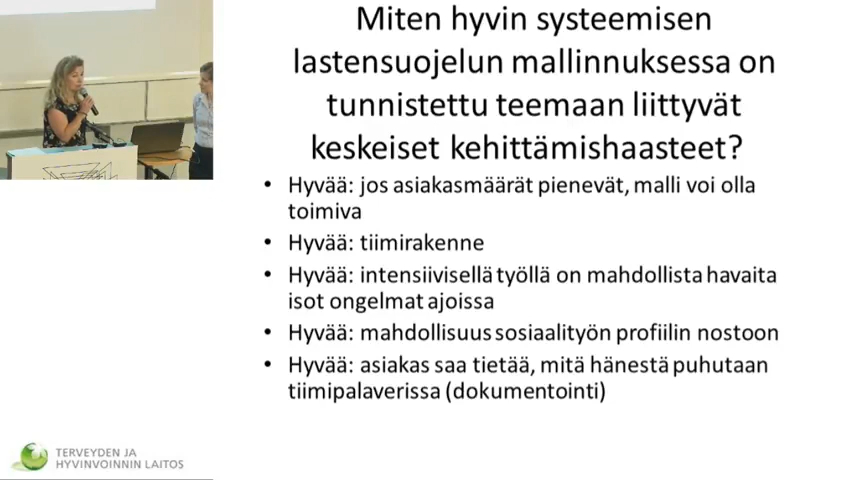 Miten hyvin systeemisen
lastensuojelun mallinnuksessa on
tunnistettu teemaan liittyvät
keskeiset kehittämishaasteet?
• Hyvää: jos asiakasmäärät pienevät, malli voi olla
toimiva
• Hyvää: tiimirakenne
• Hyvää: intensiivisellä työllä on mahdollista havaita
isot ongelmat ajoissa
• Hyvää: mahdollisuus sosiaalityön profiilin nostoon
• Hyvää: asiakas saa tietää, mitä hänestä puhutaan
tiimipalaverissa (dokumentointi)
TERVEYDEN JA
HYVINVOINNIN LAITOS